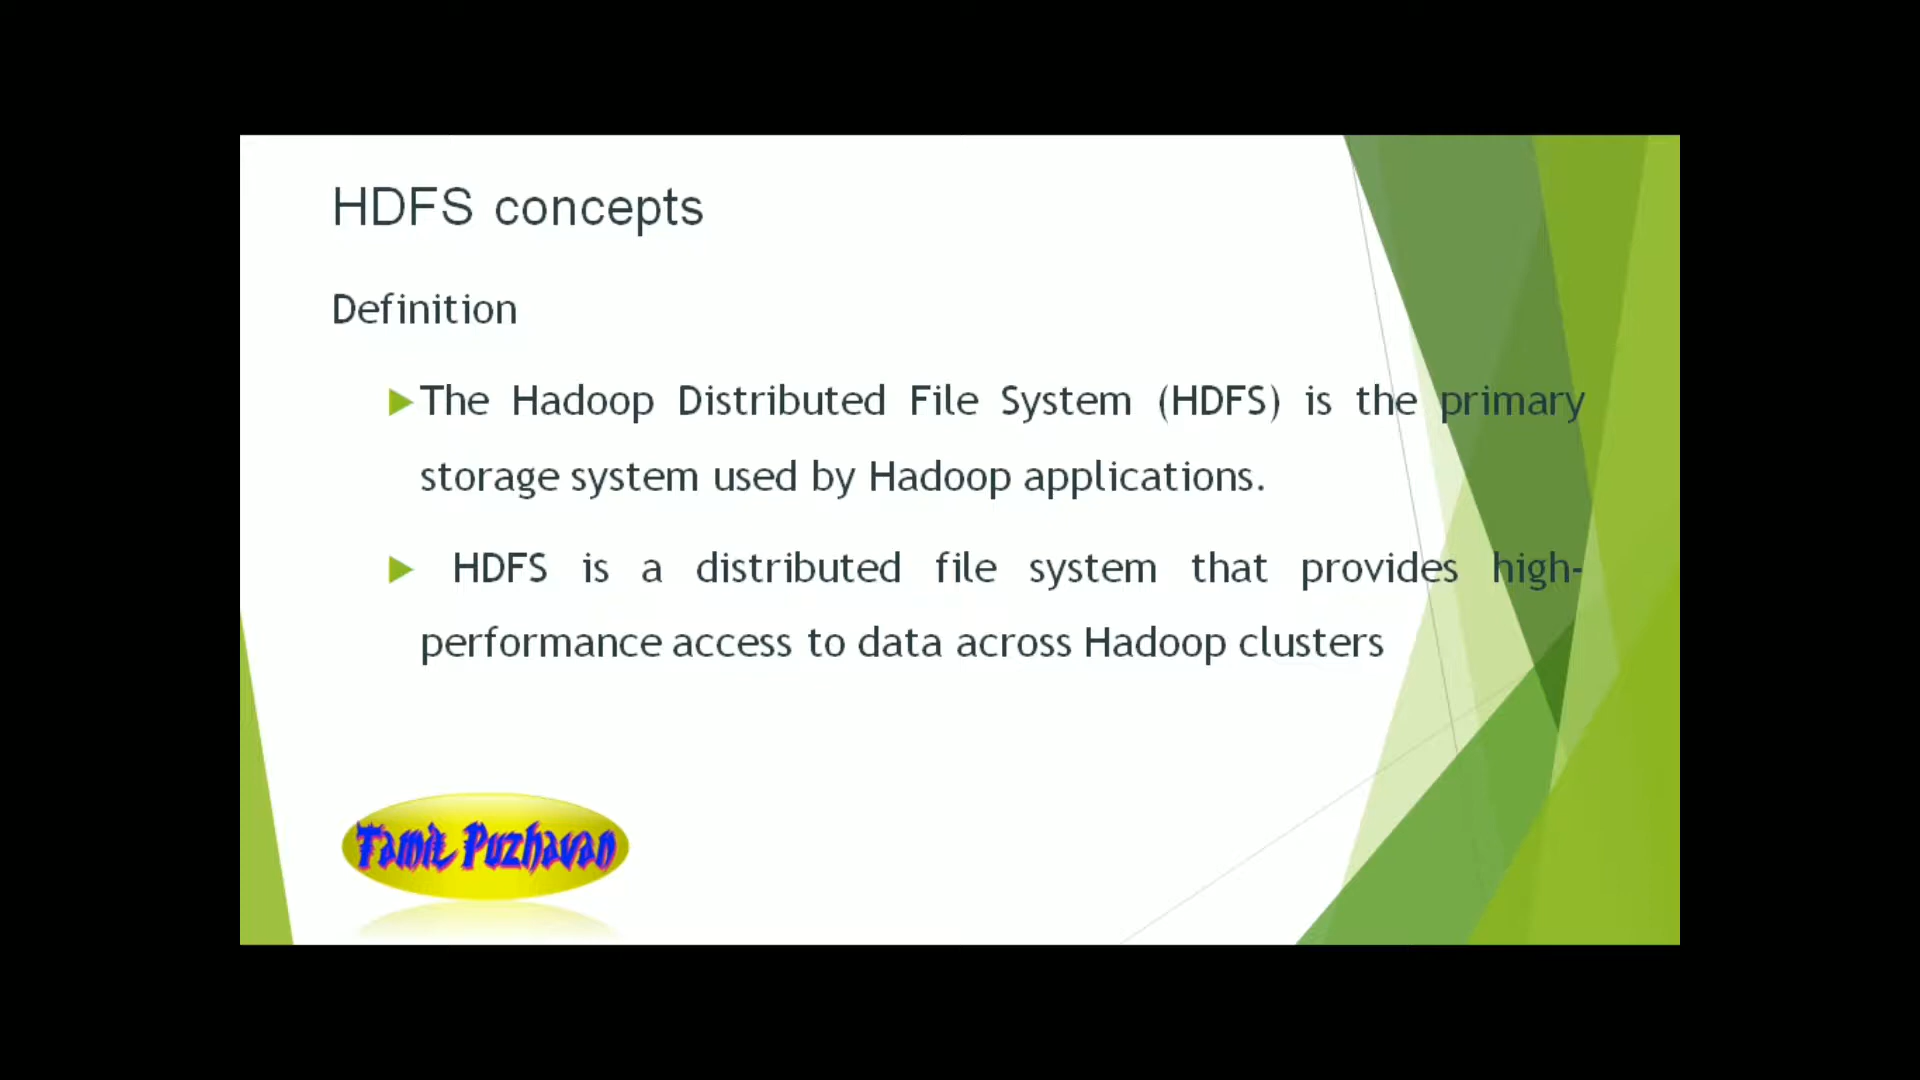 HDFS concepts
Definition
The Hadoop Distributed File System (HDFS) is the primary
storage system used by Hadoop applications.
HDFS is a distributed file system that provides high-
performance access to data across Hadoop clusters
Tamil Puzhavan